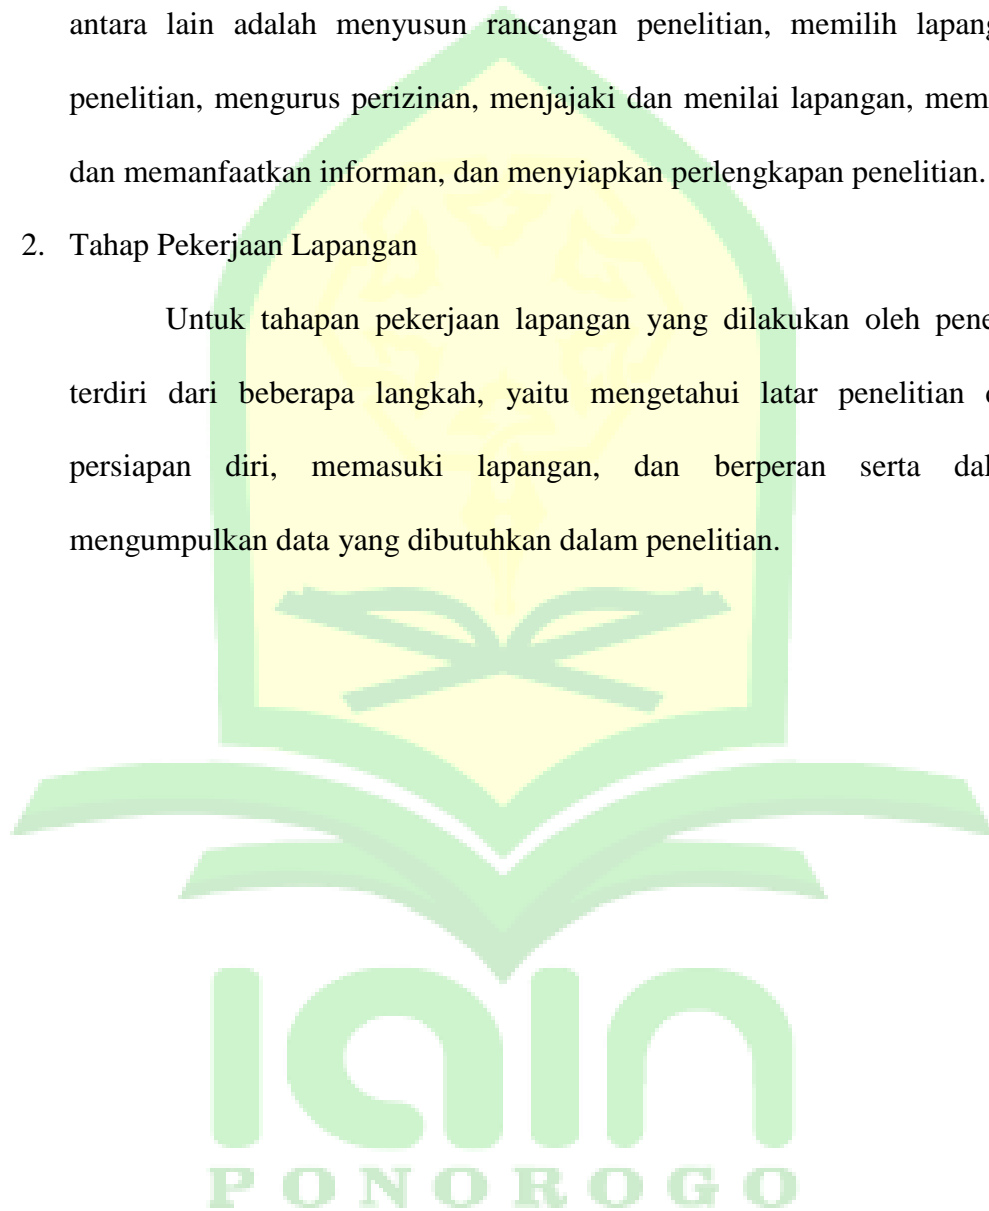 antara lain adalah menyusun rancangan penelitian, memilih lapang
penelitian, mengurus perizinan, menjajaki dan menilai lapangan, mem
dan memanfaatkan informan, dan menyiapkan perlengkapan penelitian.
2. Tahap Pekerjaan Lapangan
Untuk tahapan pekerjaan lapangan yang dilakukan oleh pene
terdiri dari beberapa langkah, yaitu mengetahui latar penelitian
persiapan diri, memasuki lapangan, dan berperan serta dal
mengumpulkan data yang dibutuhkan dalam penelitian.
iain
PONOROGO